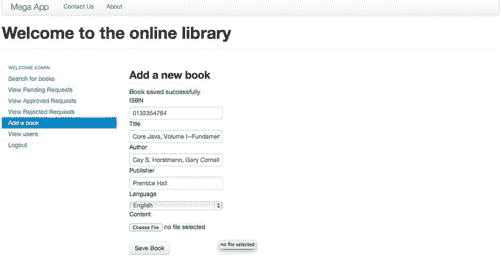 Mega App Contact Us About
Welcome to the online library
WELCOME ADMIN
Search for books
View Pending Requests
View Approved Requests
View Rejected Requests
Add a book
View users
Logout
Add a new book
Book saved successfully
ISBN
0132354764
Title
Core Java, Volume I--Fundamer
Author
Cay S. Horstmann, Gary Cornell
Publisher
Prentice Hall
Language
English
Content
Choose File no file selected
Save Book
no file selected